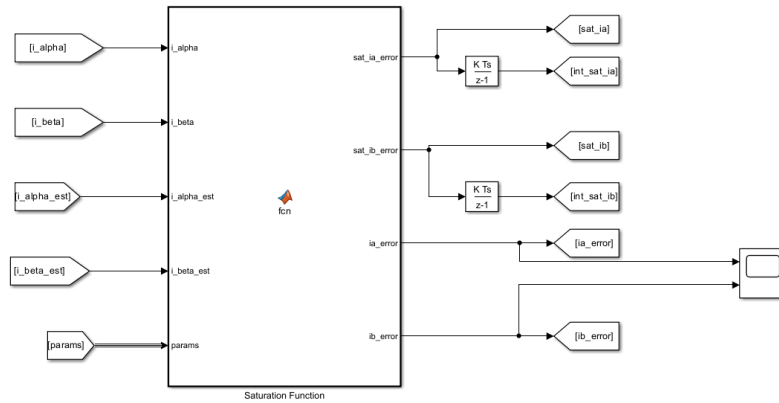 [i_alpha]
[i_beta]
[i_alpha_est]
[i_beta_est]
[params]
i_alpha
i_beta
i_alpha_est
i_beta_est
params
fcn
sat_ia_error
sat_ib_error
ia_error
ib_error
Saturation Function
K Ts
z-1
K Ts
z-1
[sat_ia]
[int_sat_ia]
[sat_ib]
[int_sat_ib]
[ia_error]
[ib_error]